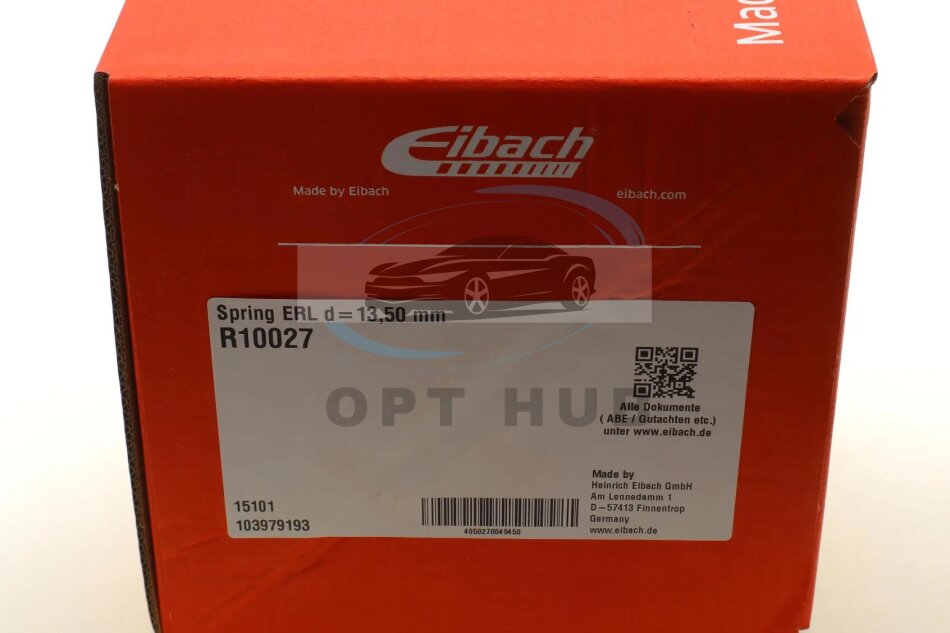 Mad
Eibach
Made by Eibach
eibach.com
Spring ERL d=13,50 mm
R10027
OPT HUB
Alle Dokumente
( ABE / Gutachten etc.)
unter www.eibach.de
15101
103979193
4050278049450
Made by
Heinrich Eibach GmbH
Am Lennedamm 1
D-57413 Finnentrop
Germany
www.eibach.de